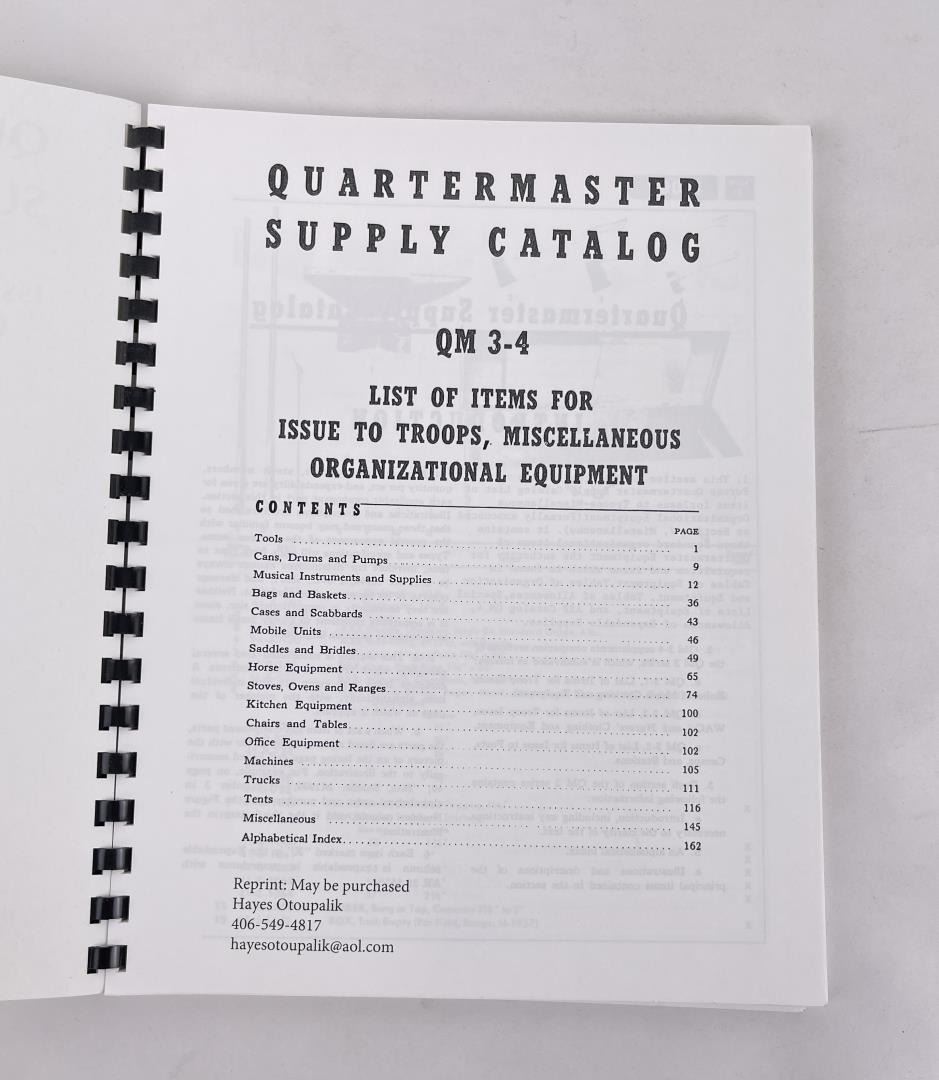 QUARTERMASTER
SUPPLY CATALOG
QM 3-4
LIST OF ITEMS FOR
ISSUE TO TROOPS, MISCELLANEOUS
ORGANIZATIONAL EQUIPMENT
CONTENTS
PAGE
Tools 1
Cans, Drums and Pumps 9
Musical Instruments and Supplies 12
Bags and Baskets 36
Cases and Scabbards 43
Mobile Units 46
Saddles and Bridles 49
Horse Equipment 65
Stoves, Ovens and Ranges 74
Kitchen Equipment 100
Chairs and Tables 102
Office Equipment 102
Machines 105
Trucks 111
Tents 116
Miscellaneous 145
Alphabetical Index 162
Reprint: May be purchased
Hayes Otoupalik
406-549-4817
hayesotoupalik@aol.com